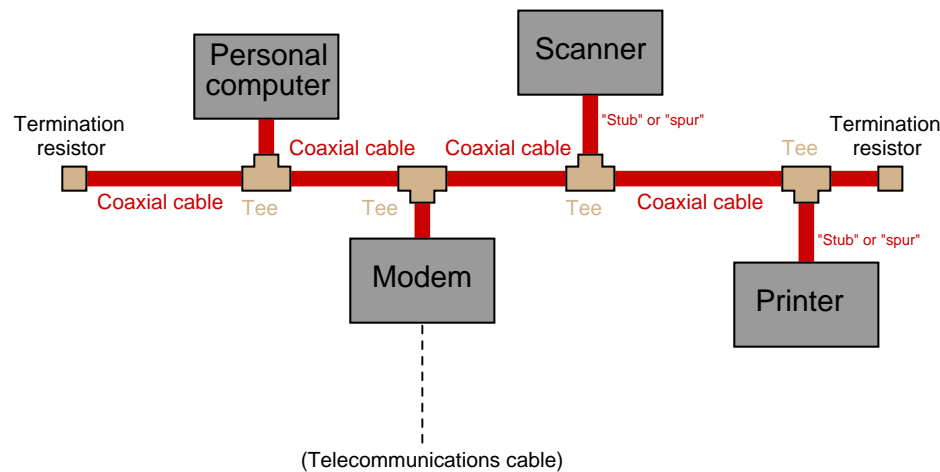 Personal
computer
Scanner
Termination
resistor
"Stub" or "spur"
Termination
resistor
Coaxial cable
Coaxial cable
Tee
Coaxial cable
Tee
Tee
Tee
Coaxial cable
"Stub" or "spur"
Modem
Printer
(Telecommunications cable)